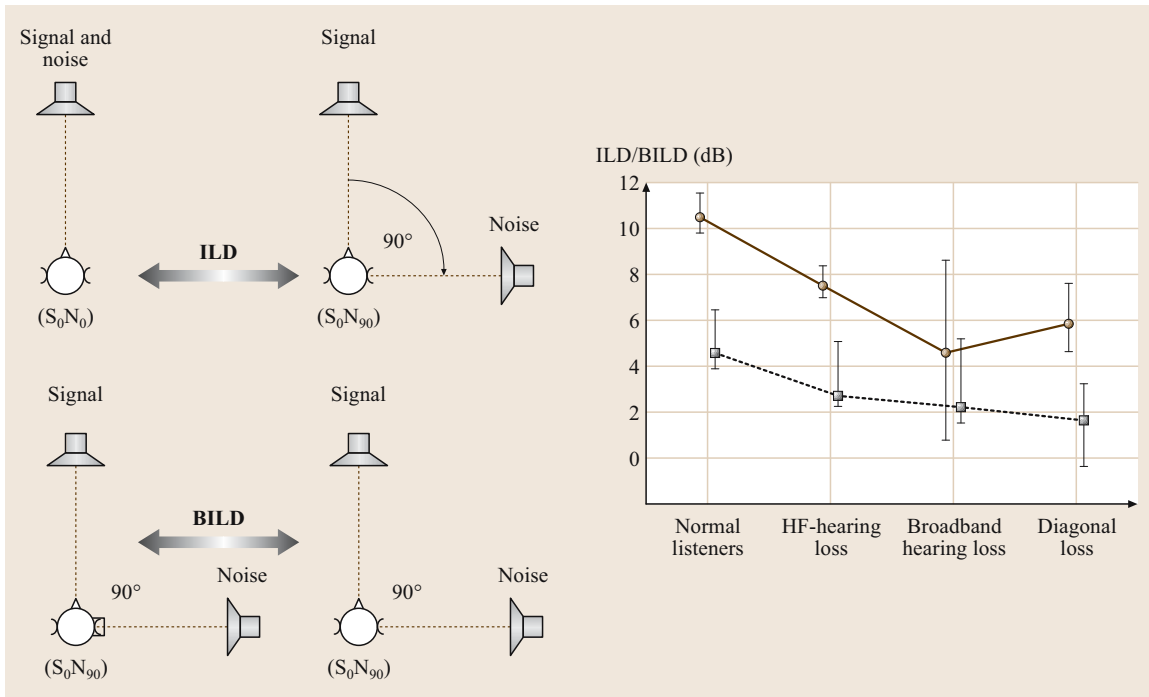 Signal and
noise
Signal
Noise
90°
ILD
(S₀N₀)
(S₀N₉₀)
Signal
Signal
BILD
90°
Noise
90°
Noise
(S₀N₉₀)
(S₀N₉₀)
ILD/BILD (dB)
12
10
8
6
4
2
0
Normal
listeners
HF-hearing
loss
Broadband
hearing loss
Diagonal
loss